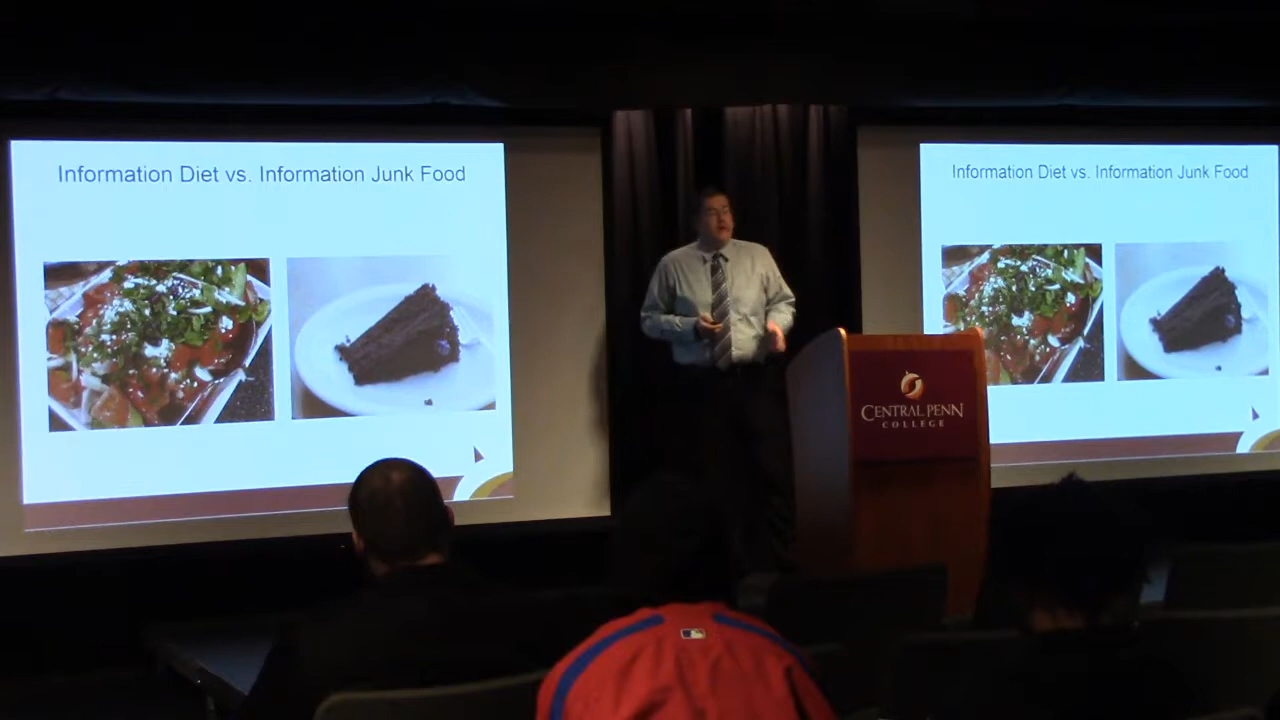 Information Diet vs. Information Junk Food
Information Diet vs. Information Junk Food
CENTRAL PENN
COLLEGE